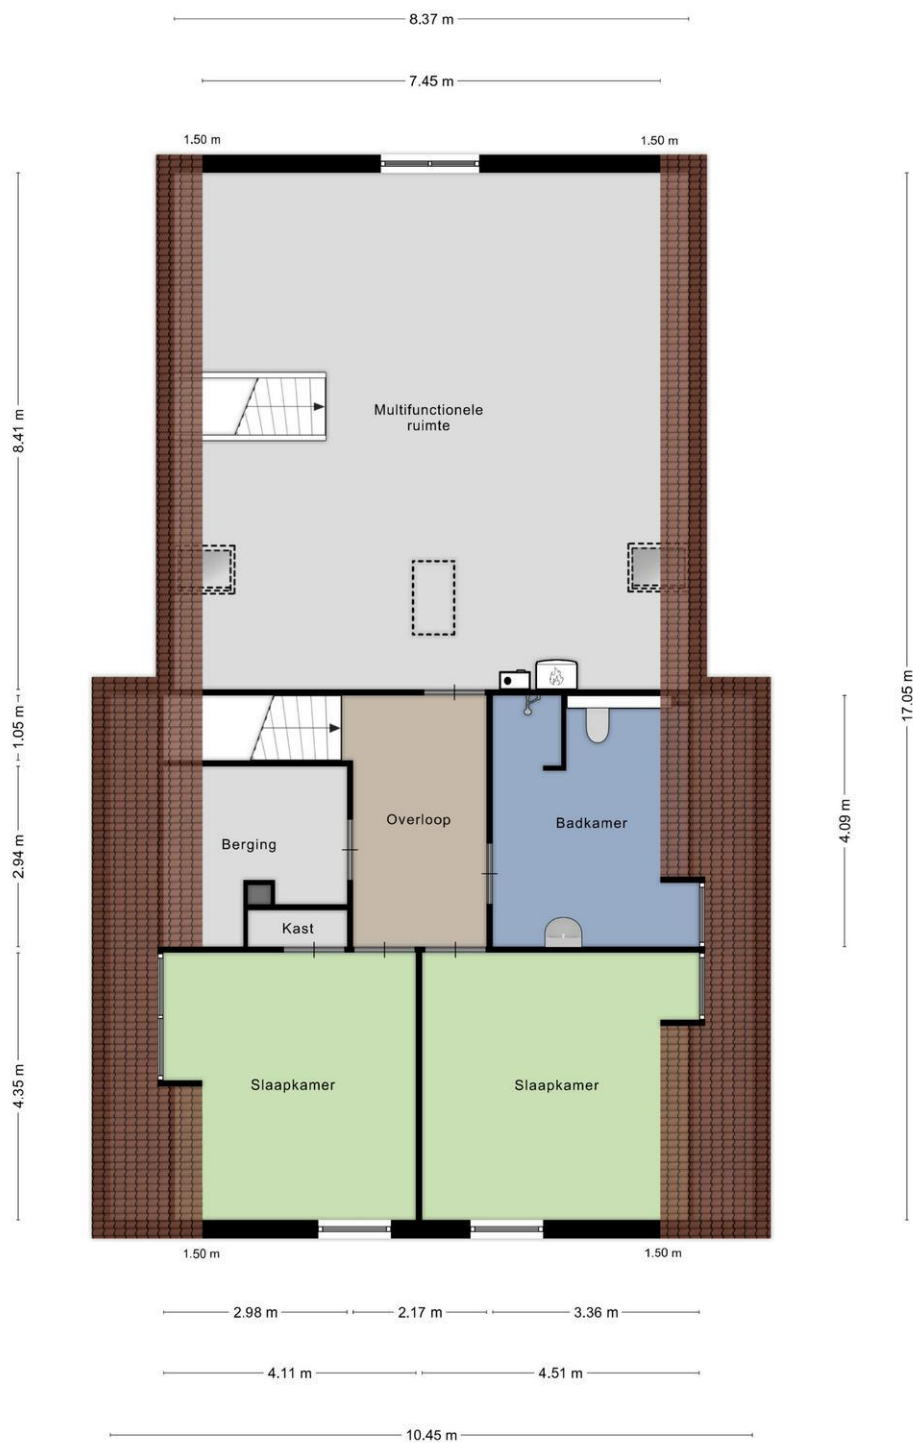 8.37 m
7.45 m
1.50 m
1.50 m
8.41 m
Multifunctionele
ruimte
17.05 m
1.05 m
4.09 m
2.94 m
Overloop
Badkamer
Berging
Kast
4.35 m
Slaapkamer
Slaapkamer
1.50 m
1.50 m
2.98 m
2.17 m
3.36 m
4.11 m
4.51 m
10.45 m